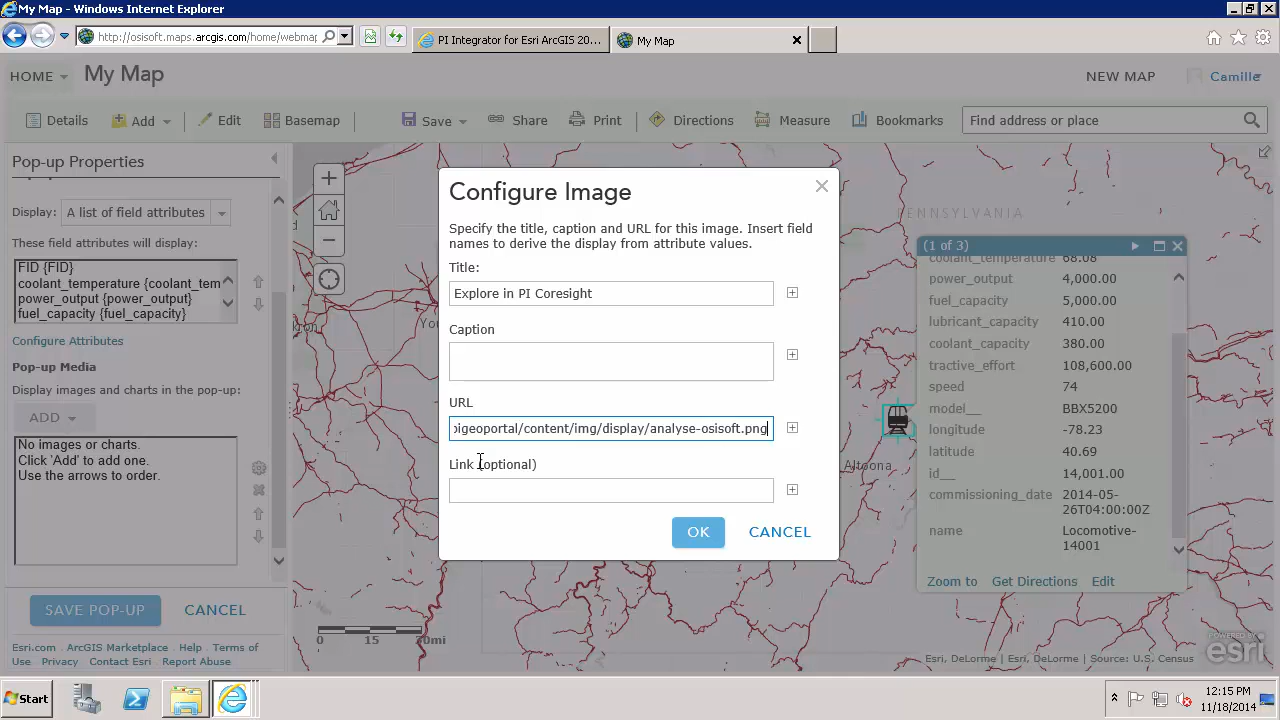 My Map - Windows Internet Explorer
http://osisoft.maps.arcgis.com/home/webmap
PI Integrator for Esri ArcGIS 20...
My Map
HOME
My Map
NEW MAP
Camille
Details
Add
Edit
Basemap
Save
Share
Print
Directions
Measure
Bookmarks
Find address or place
Pop-up Properties
Display:
A list of field attributes
These field attributes will display:
FID {FID}
coolant_temperature {coolant_tem
power_output {power_output}
fuel_capacity {fuel_capacity}
Configure Attributes
Pop-up Media
Display images and charts in the pop-up:
ADD
No images or charts.
Click 'Add' to add one.
Use the arrows to order.
SAVE POP-UP
CANCEL
Esri.com . ArcGIS Marketplace . Help . Terms of
Use . Privacy . Contact Esri . Report Abuse
Configure Image
Specify the title, caption and URL for this image. Insert field
names to derive the display from attribute values.
Title:
Explore in PI Coresight
Caption
URL
pigeoportal/content/img/display/analyse-osisoft.png
Link (optional)
OK
CANCEL
PENNSYLVANIA
Altoona
(1 of 3)
coolant_temperature 68.08
power_output 4,000.00
fuel_capacity 5,000.00
lubricant_capacity 410.00
coolant_capacity 380.00
tractive_effort 108,600.00
speed 74
model__ BBX5200
longitude -78.23
latitude 40.69
id__ 14,001.00
commissioning_date 2014-05-
26T04:00:00Z
name Locomotive-
14001
Zoom to
Get Directions
Edit
0 15 30mi
Esri, DeLorme | Esri, DeLorme | Source: U.S. Census
POWERED BY
esri
Start
12:15 PM
11/18/2014